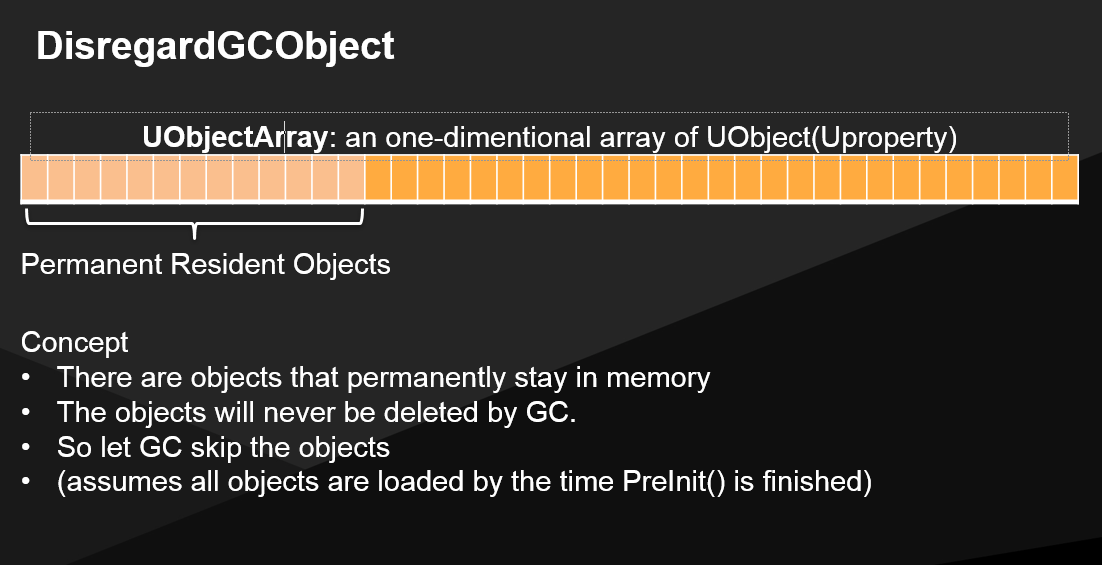 DisregardGCObject
UObjectArray: an one-dimentional array of UObject(Uproperty)
Permanent Resident Objects
Concept
• There are objects that permanently stay in memory
• The objects will never be deleted by GC.
• So let GC skip the objects
• (assumes all objects are loaded by the time PreInit() is finished)